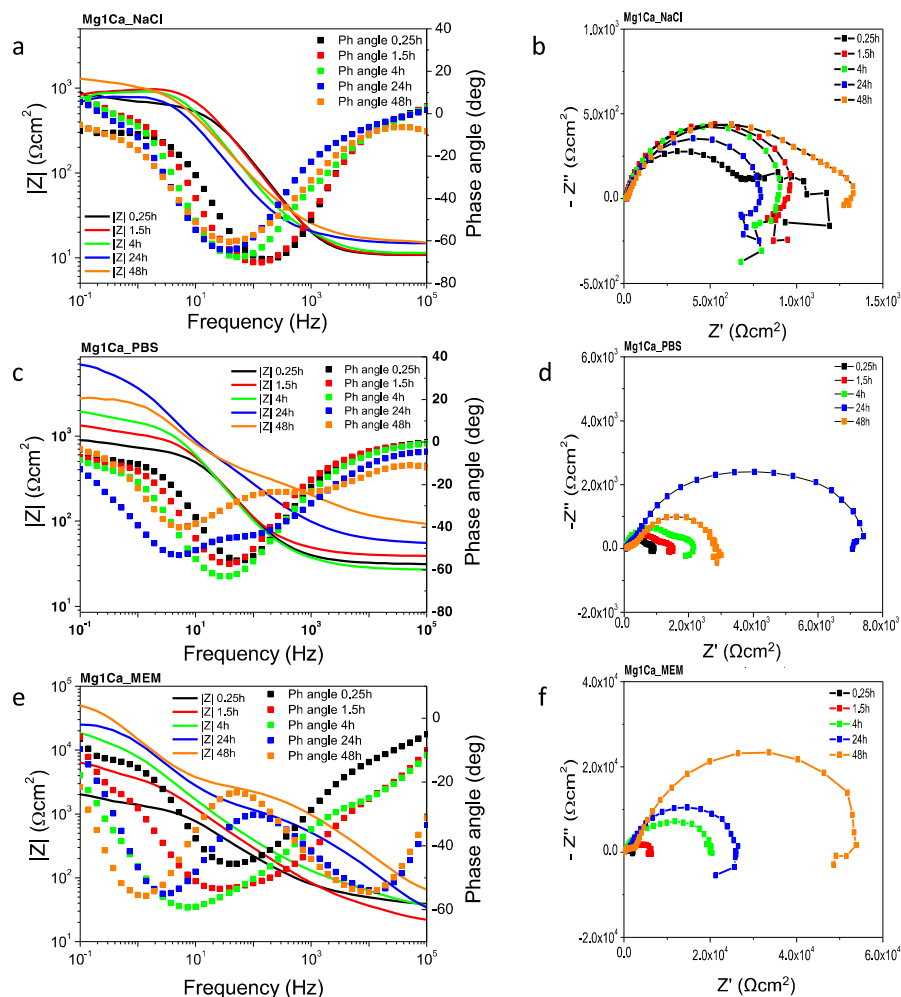 Mg1Ca_NaCl
a
Ph angle 0.25h
Ph angle 1.5h
Ph angle 4h
Ph angle 24h
Ph angle 48h
|Z| 0.25h
|Z| 1.5h
|Z| 4h
|Z| 24h
|Z| 48h
10³
10²
10¹
|Z| (Ωcm²)
40
20
0
-20
-40
-60
-80
Phase angle (deg)
10⁻¹ 10¹ 10³ 10⁵
Frequency (Hz)
Mg1Ca_NaCl
b
0.25h
1.5h
4h
24h
48h
1.0x10³
5.0x10²
0.0
-5.0x10²
- Z'' (Ωcm²)
0.0 5.0x10² 1.0x10³ 1.5x10³
Z' (Ωcm²)
Mg1Ca_PBS
c
|Z| 0.25h
|Z| 1.5h
|Z| 4h
|Z| 24h
|Z| 48h
Ph angle 0.25h
Ph angle 1.5h
Ph angle 4h
Ph angle 24h
Ph angle 48h
10³
10²
10¹
|Z| (Ωcm²)
40
20
0
-20
-40
-60
-80
Phase angle (deg)
10⁻¹ 10¹ 10³ 10⁵
Frequency (Hz)
Mg1Ca_PBS
d
0.25h
1.5h
4h
24h
48h
6.0x10³
4.0x10³
2.0x10³
0.0
-2.0x10³
-Z'' (Ωcm²)
0.0 2.0x10³ 4.0x10³ 6.0x10³ 8.0x10³
Z' (Ωcm²)
Mg1Ca_MEM
e
|Z| 0.25h
|Z| 1.5h
|Z| 4h
|Z| 24h
|Z| 48h
Ph angle 0.25h
Ph angle 1.5h
Ph angle 4h
Ph angle 24h
Ph angle 48h
10⁵
10⁴
10³
10²
10¹
|Z| (Ωcm²)
0
-20
-40
-60
Phase angle (deg)
10⁻¹ 10¹ 10³ 10⁵
Frequency (Hz)
Mg1Ca_MEM
f
0.25h
1.5h
4h
24h
48h
4.0x10⁴
2.0x10⁴
0.0
-2.0x10⁴
- Z'' (Ωcm²)
0.0 2.0x10⁴ 4.0x10⁴ 6.0x10⁴
Z' (Ωcm²)